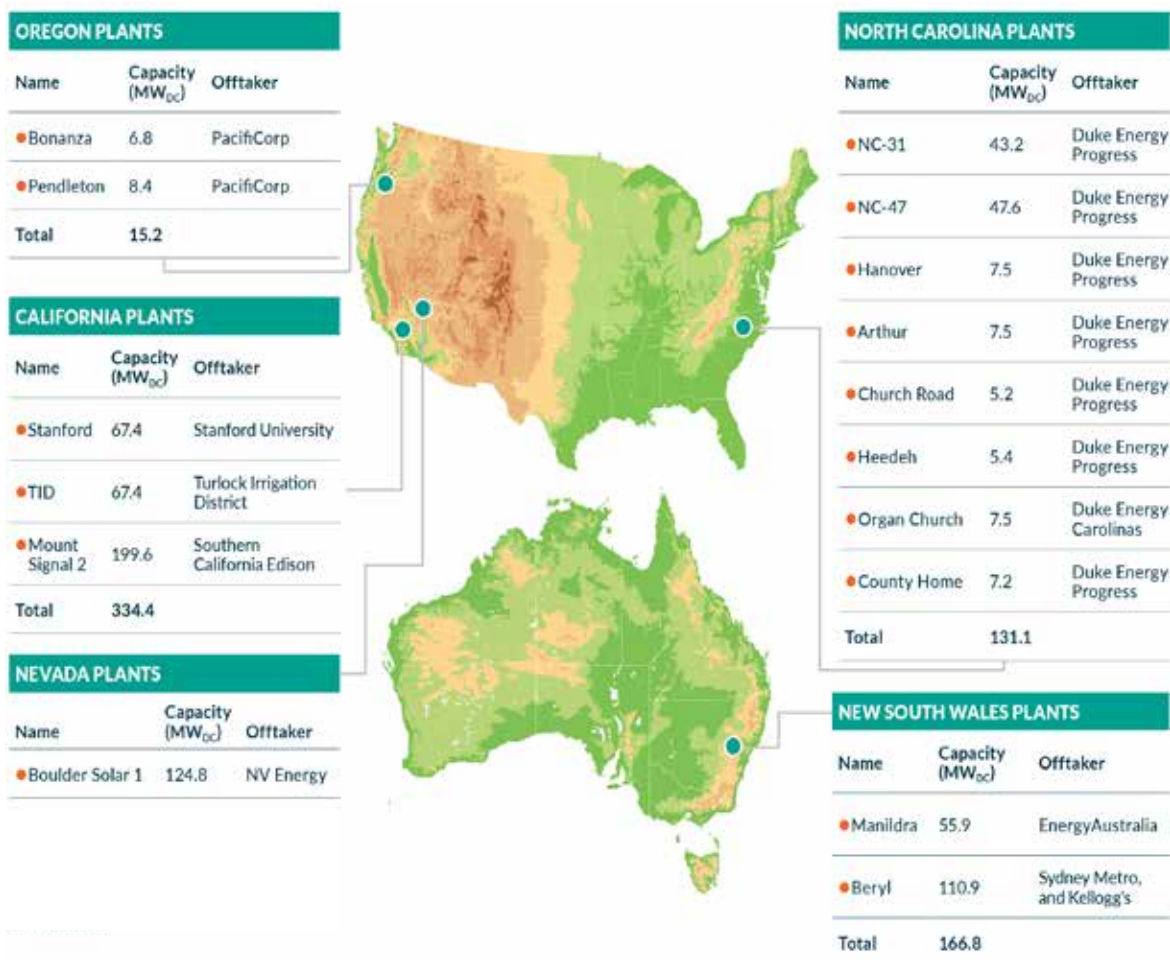 OREGON PLANTS
Name Capacity (MWDC) Offtaker
Bonanza 6.8 PacifiCorp
Pendleton 8.4 PacifiCorp
Total 15.2
CALIFORNIA PLANTS
Name Capacity (MWDC) Offtaker
Stanford 67.4 Stanford University
TID 67.4 Turlock Irrigation District
Mount Signal 2 199.6 Southern California Edison
Total 334.4
NEVADA PLANTS
Name Capacity (MWDC) Offtaker
Boulder Solar 1 124.8 NV Energy
NORTH CAROLINA PLANTS
Name Capacity (MWDC) Offtaker
NC-31 43.2 Duke Energy Progress
NC-47 47.6 Duke Energy Progress
Hanover 7.5 Duke Energy Progress
Arthur 7.5 Duke Energy Progress
Church Road 5.2 Duke Energy Progress
Heedeh 5.4 Duke Energy Progress
Organ Church 7.5 Duke Energy Carolinas
County Home 7.2 Duke Energy Progress
Total 131.1
NEW SOUTH WALES PLANTS
Name Capacity (MWDC) Offtaker
Manildra 55.9 EnergyAustralia
Beryl 110.9 Sydney Metro, and Kellogg's
Total 166.8